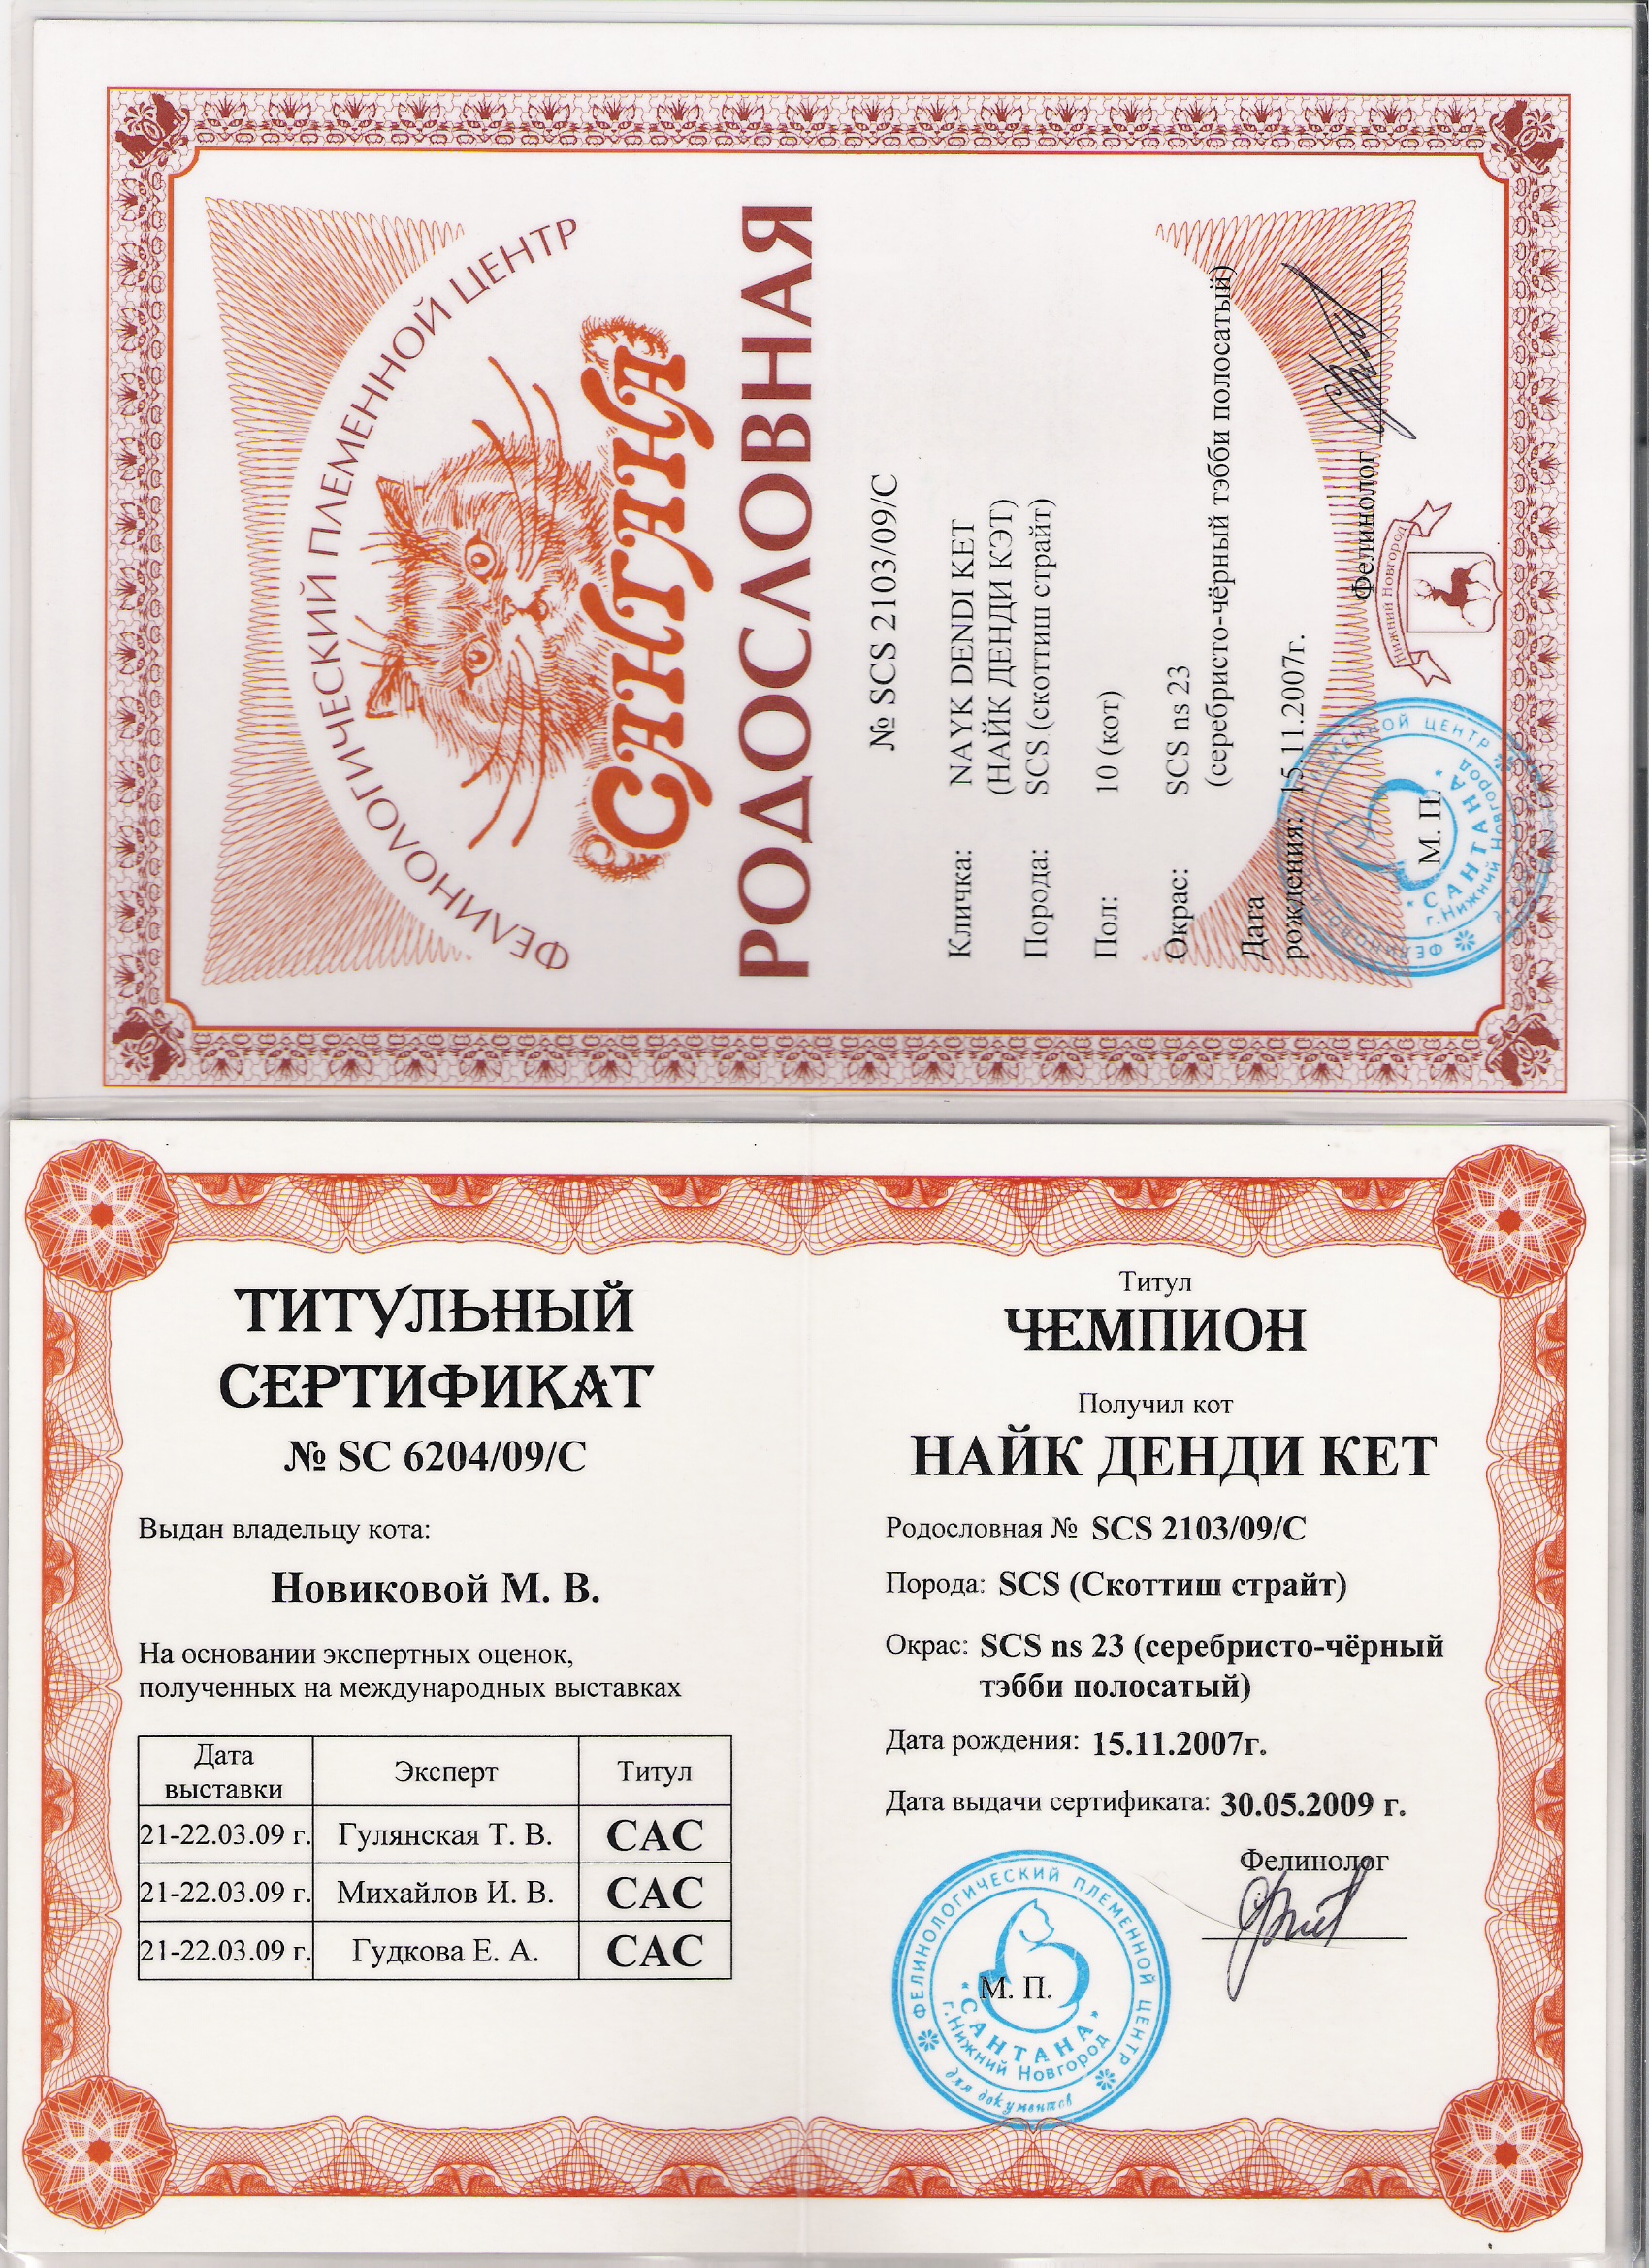 ФЕЛИНОЛОГИЧЕСКИЙ ПЛЕМЕННОЙ ЦЕНТР
Сантана
РОДОСЛОВНАЯ
№ SCS 2103/09/C
Кличка: NAYK DENDI KET
(НАЙК ДЕНДИ КЭТ)
Порода: SCS (скоттиш страйт)
Пол: 10 (кот)
Окрас: SCS ns 23
(серебристо-чёрный тэбби полосатый)
Дата
рождения: 15.11.2007г.
Фелинолог
Нижний Новгород
М. П.
"САНТАНА"
г.Нижний Новгород
ТИТУЛЬНЫЙ
СЕРТИФИКАТ
№ SC 6204/09/C
Выдан владельцу кота:
Новиковой М. В.
На основании экспертных оценок,
полученных на международных выставках
Дата выставки Эксперт Титул
21-22.03.09 г. Гулянская Т. В. CAC
21-22.03.09 г. Михайлов И. В. CAC
21-22.03.09 г. Гудкова Е. А. CAC
Титул
ЧЕМПИОН
Получил кот
НАЙК ДЕНДИ КЕТ
Родословная № SCS 2103/09/C
Порода: SCS (Скоттиш страйт)
Окрас: SCS ns 23 (серебристо-чёрный
тэбби полосатый)
Дата рождения: 15.11.2007г.
Дата выдачи сертификата: 30.05.2009 г.
Фелинолог
М. П.
ФЕЛИНОЛОГИЧЕСКИЙ ПЛЕМЕННОЙ ЦЕНТР
"САНТАНА"
г.Нижний Новгород
для документов